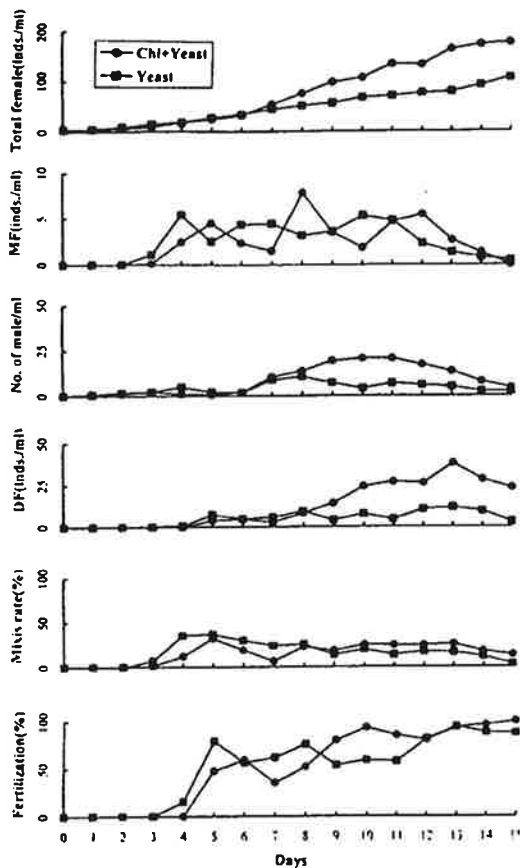 Total female(inds./ml)
200
100
0
Chl+Yeast
Yeast
MF(inds./ml)
10
5
0
No. of male/ml
50
25
0
DF(inds./ml)
50
25
0
Mixis rate(%)
100
50
0
Fertilization(%)
100
50
0
0 1 2 3 4 5 6 7 8 9 10 11 12 13 14 15
Days